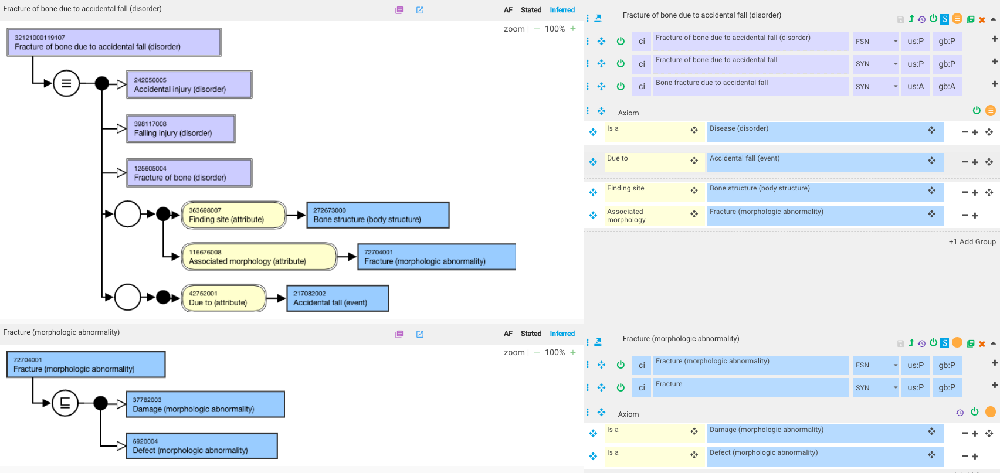 Fracture of bone due to accidental fall (disorder)
AF Stated Inferred
zoom | − 100% +
32121000119107
Fracture of bone due to accidental fall (disorder)
242056005
Accidental injury (disorder)
398117008
Falling injury (disorder)
125605004
Fracture of bone (disorder)
363698007
Finding site (attribute)
272673000
Bone structure (body structure)
116676008
Associated morphology (attribute)
72704001
Fracture (morphologic abnormality)
42752001
Due to (attribute)
217082002
Accidental fall (event)
Fracture of bone due to accidental fall (disorder)
S
ci Fracture of bone due to accidental fall (disorder) FSN us:P gb:P
ci Fracture of bone due to accidental fall SYN us:P gb:P
ci Bone fracture due to accidental fall SYN us:A gb:A
Axiom
Is a Disease (disorder)
Due to Accidental fall (event)
Finding site Bone structure (body structure)
Associated
morphology
Fracture (morphologic abnormality)
+1 Add Group
Fracture (morphologic abnormality)
AF Stated Inferred
zoom | − 100% +
72704001
Fracture (morphologic abnormality)
37782003
Damage (morphologic abnormality)
6920004
Defect (morphologic abnormality)
Fracture (morphologic abnormality)
S
ci Fracture (morphologic abnormality) FSN us:P gb:P
ci Fracture SYN us:P gb:P
Axiom
Is a Damage (morphologic abnormality)
Is a Defect (morphologic abnormality)